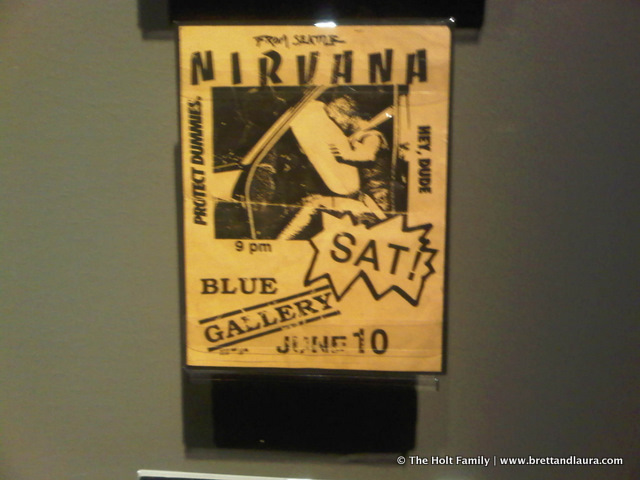 FROM SEATTLE
NIRVANA
PROTECT DUMMIES.
HEY, DUDE
9 pm
SAT!
BLUE
GALLERY
JUNE 10
© The Holt Family | www.brettandlaura.com